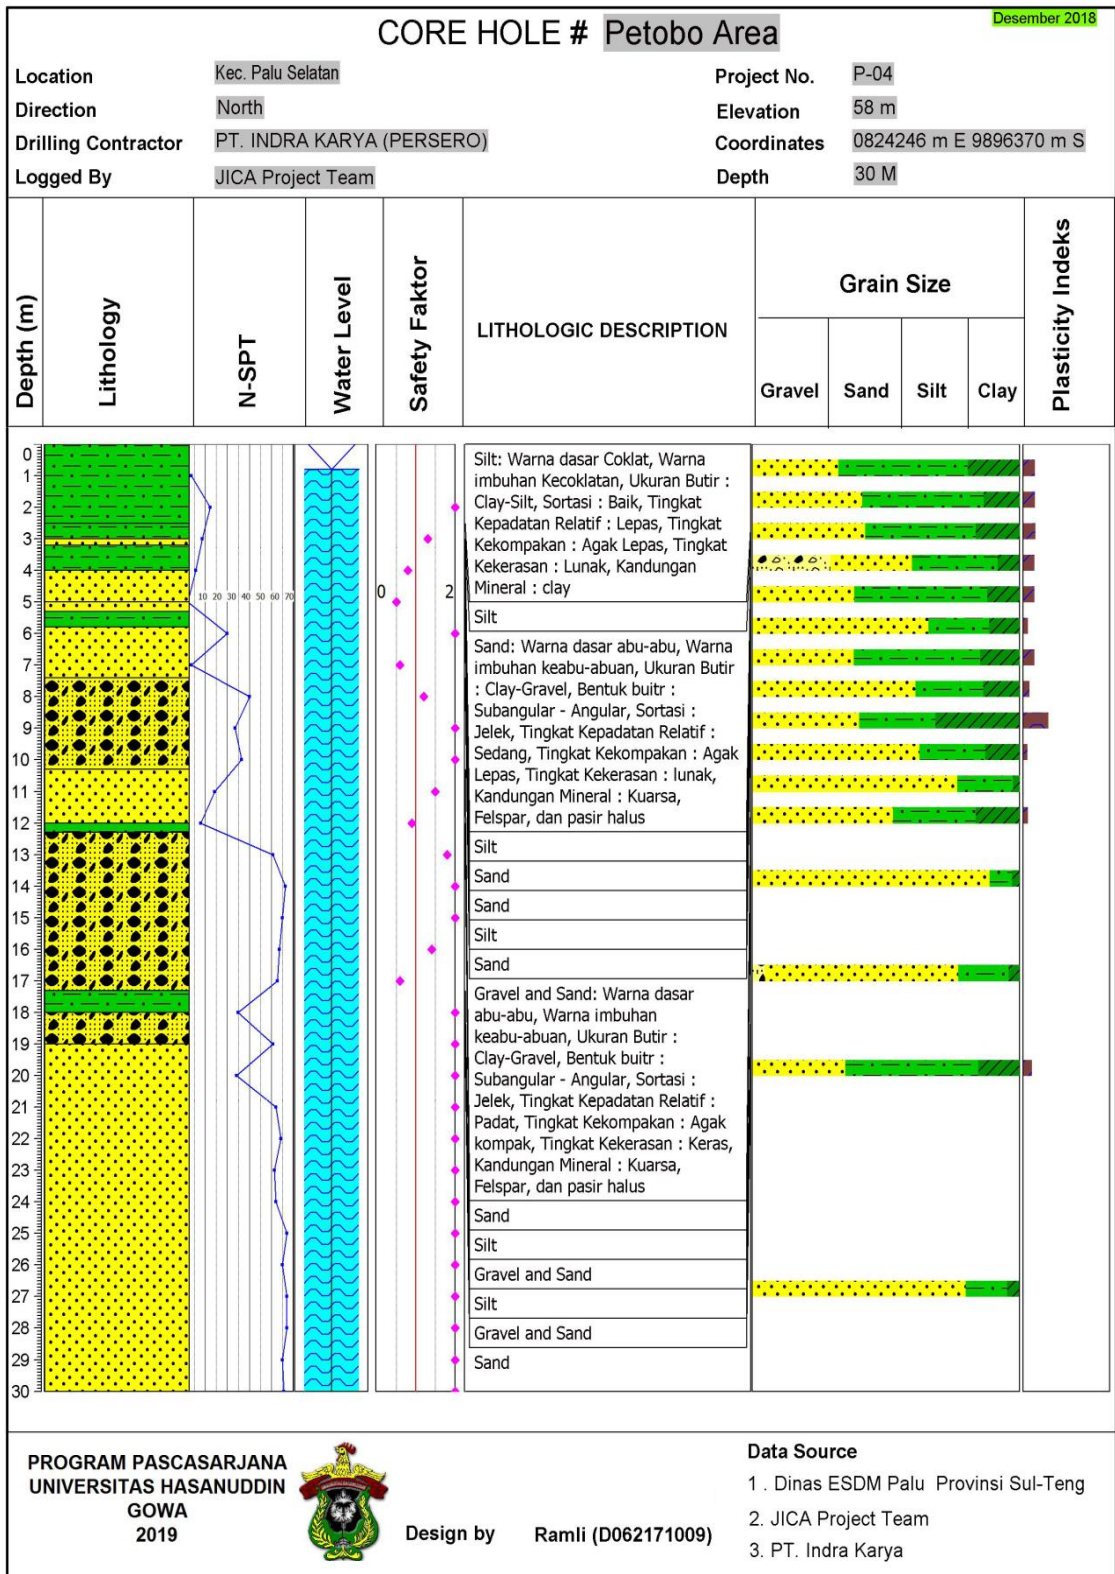 Desember 2018
CORE HOLE # Petobo Area
Location Kec. Palu Selatan
Project No. P-04
Direction North
Elevation 58 m
Drilling Contractor PT. INDRA KARYA (PERSERO)
Coordinates 0824246 m E 9896370 m S
Logged By JICA Project Team
Depth 30 M
Depth (m)
Lithology
N-SPT
Water Level
Safety Faktor
LITHOLOGIC DESCRIPTION
Grain Size
Gravel Sand Silt Clay
Plasticity Indeks
0
1
2
3
4
5
6
7
8
9
10
11
12
13
14
15
16
17
18
19
20
21
22
23
24
25
26
27
28
29
30
10 20 30 40 50 60 70
0 2
Silt: Warna dasar Coklat, Warna
imbuhan Kecoklatan, Ukuran Butir :
Clay-Silt, Sortasi : Baik, Tingkat
Kepadatan Relatif : Lepas, Tingkat
Kekompakan : Agak Lepas, Tingkat
Kekerasan : Lunak, Kandungan
Mineral : clay
Silt
Sand: Warna dasar abu-abu, Warna
imbuhan keabu-abuan, Ukuran Butir
: Clay-Gravel, Bentuk buitr :
Subangular - Angular, Sortasi :
Jelek, Tingkat Kepadatan Relatif :
Sedang, Tingkat Kekompakan : Agak
Lepas, Tingkat Kekerasan : lunak,
Kandungan Mineral : Kuarsa,
Felspar, dan pasir halus
Silt
Sand
Sand
Silt
Sand
Gravel and Sand: Warna dasar
abu-abu, Warna imbuhan
keabu-abuan, Ukuran Butir :
Clay-Gravel, Bentuk buitr :
Subangular - Angular, Sortasi :
Jelek, Tingkat Kepadatan Relatif :
Padat, Tingkat Kekompakan : Agak
kompak, Tingkat Kekerasan : Keras,
Kandungan Mineral : Kuarsa,
Felspar, dan pasir halus
Sand
Silt
Gravel and Sand
Silt
Gravel and Sand
Sand
PROGRAM PASCASARJANA
UNIVERSITAS HASANUDDIN
GOWA
2019
Design by Ramli (D062171009)
Data Source
1 . Dinas ESDM Palu Provinsi Sul-Teng
2. JICA Project Team
3. PT. Indra Karya